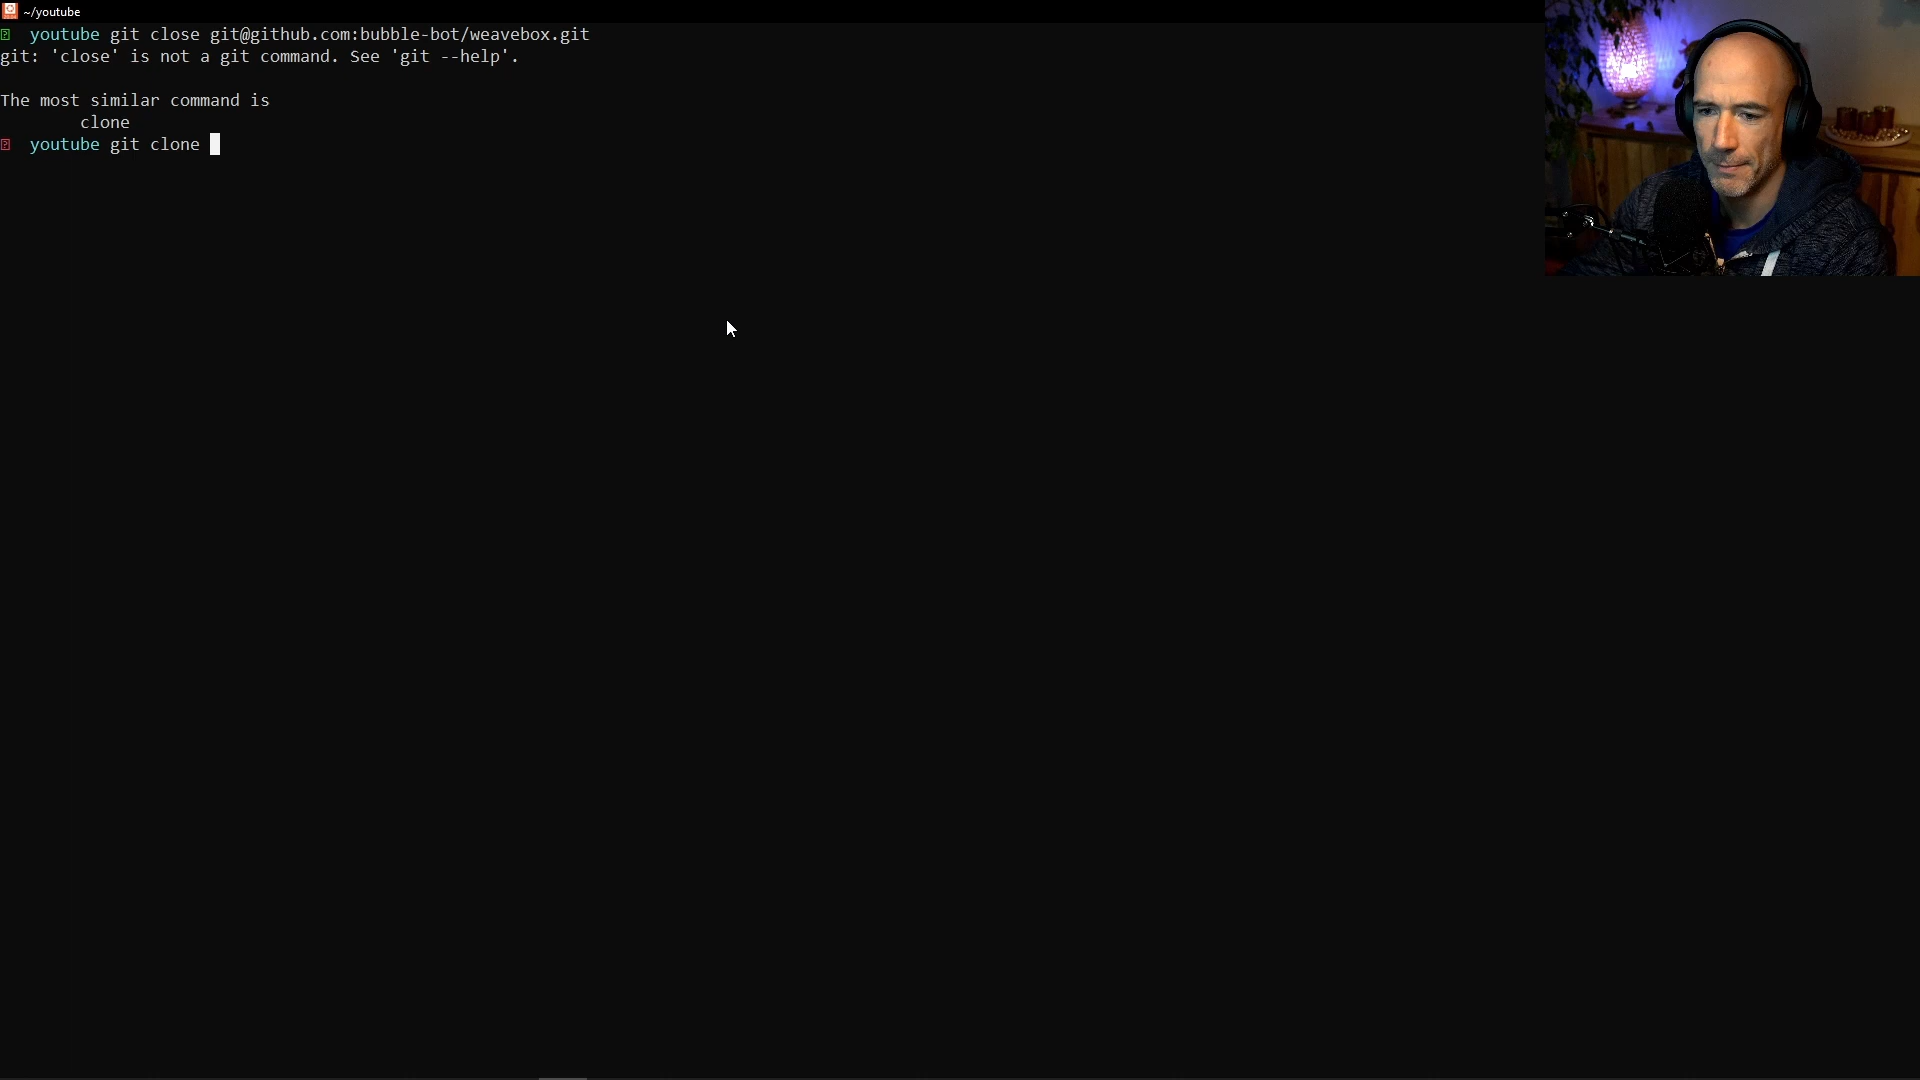 ~/youtube
youtube git close git@github.com:bubble-bot/weavebox.git
git: 'close' is not a git command. See 'git --help'.
The most similar command is
clone
youtube git clone